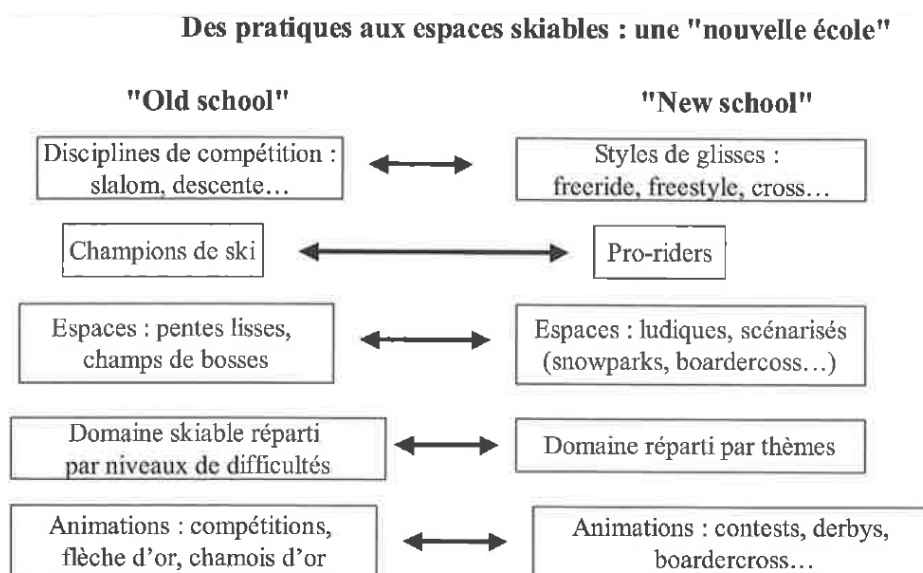 Des pratiques aux espaces skiables : une "nouvelle école"
"Old school"
"New school"
Disciplines de compétition :
slalom, descente...
Styles de glisses :
freeride, freestyle, cross...
Champions de ski
Pro-riders
Espaces : pentes lisses,
champs de bosses
Espaces : ludiques, scénarisés
(snowparks, boardercoss...)
Domaine skiable réparti
par niveaux de difficultés
Domaine réparti par thèmes
Animations : compétitions,
flèche d'or, chamois d'or
Animations : contests, derbys,
boardercross...